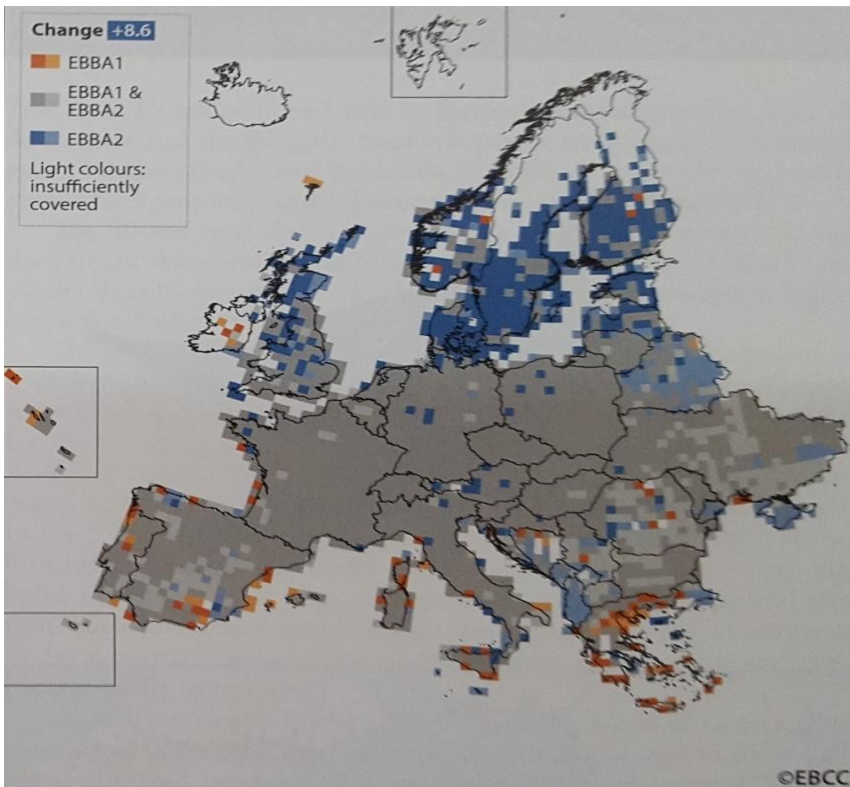 Change +8.6
EBBA1
EBBA1 &
EBBA2
EBBA2
Light colours:
insufficiently
covered
©EBCC